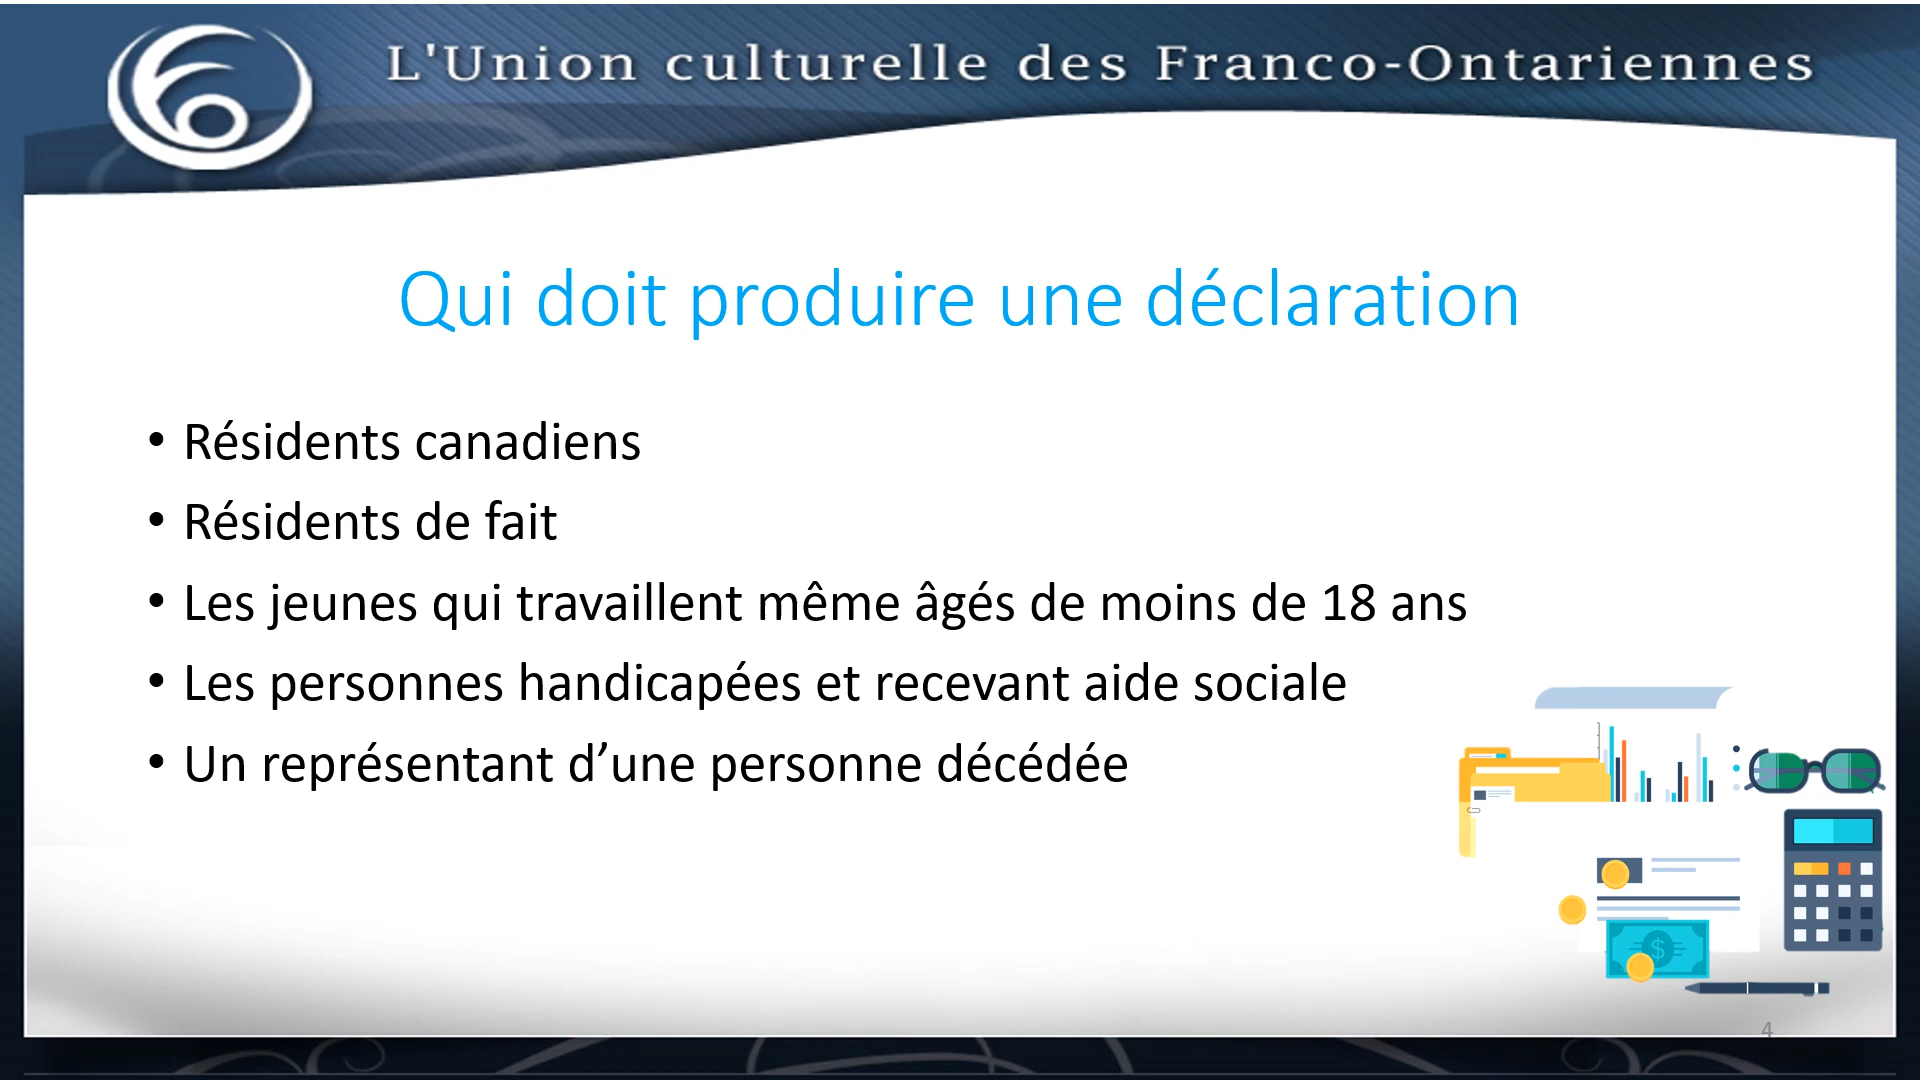 L'Union culturelle des Franco-Ontariennes
Qui doit produire une déclaration
• Résidents canadiens
• Résidents de fait
• Les jeunes qui travaillent même âgés de moins de 18 ans
• Les personnes handicapées et recevant aide sociale
• Un représentant d’une personne décédée
$
4